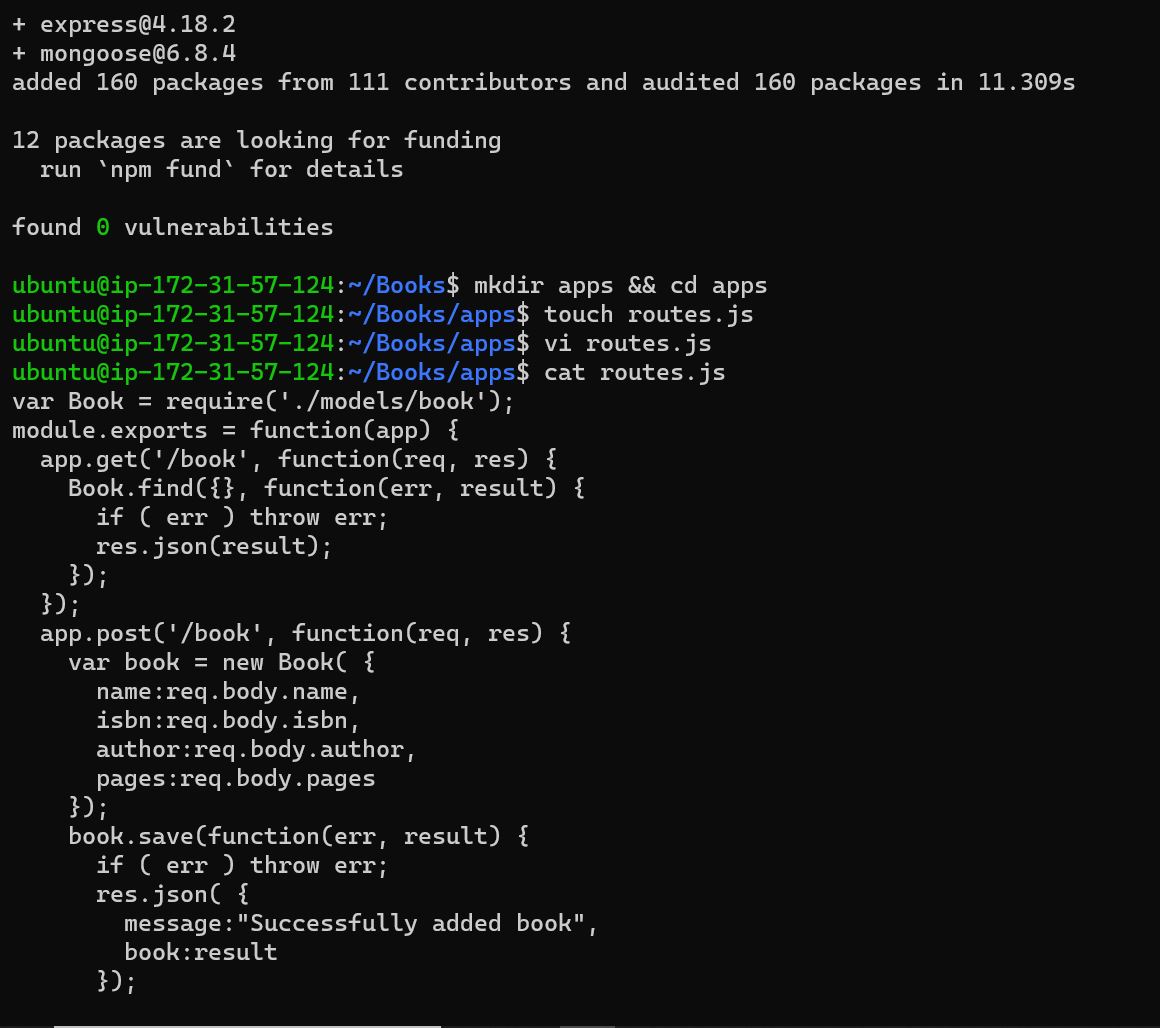 + express@4.18.2
+ mongoose@6.8.4
added 160 packages from 111 contributors and audited 160 packages in 11.309s
12 packages are looking for funding
  run `npm fund` for details
found 0 vulnerabilities
ubuntu@ip-172-31-57-124:~/Books$ mkdir apps && cd apps
ubuntu@ip-172-31-57-124:~/Books/apps$ touch routes.js
ubuntu@ip-172-31-57-124:~/Books/apps$ vi routes.js
ubuntu@ip-172-31-57-124:~/Books/apps$ cat routes.js
var Book = require('./models/book');
module.exports = function(app) {
  app.get('/book', function(req, res) {
    Book.find({}, function(err, result) {
      if ( err ) throw err;
      res.json(result);
    });
  });
  app.post('/book', function(req, res) {
    var book = new Book( {
      name:req.body.name,
      isbn:req.body.isbn,
      author:req.body.author,
      pages:req.body.pages
    });
    book.save(function(err, result) {
      if ( err ) throw err;
      res.json( {
        message:"Successfully added book",
        book:result
      });